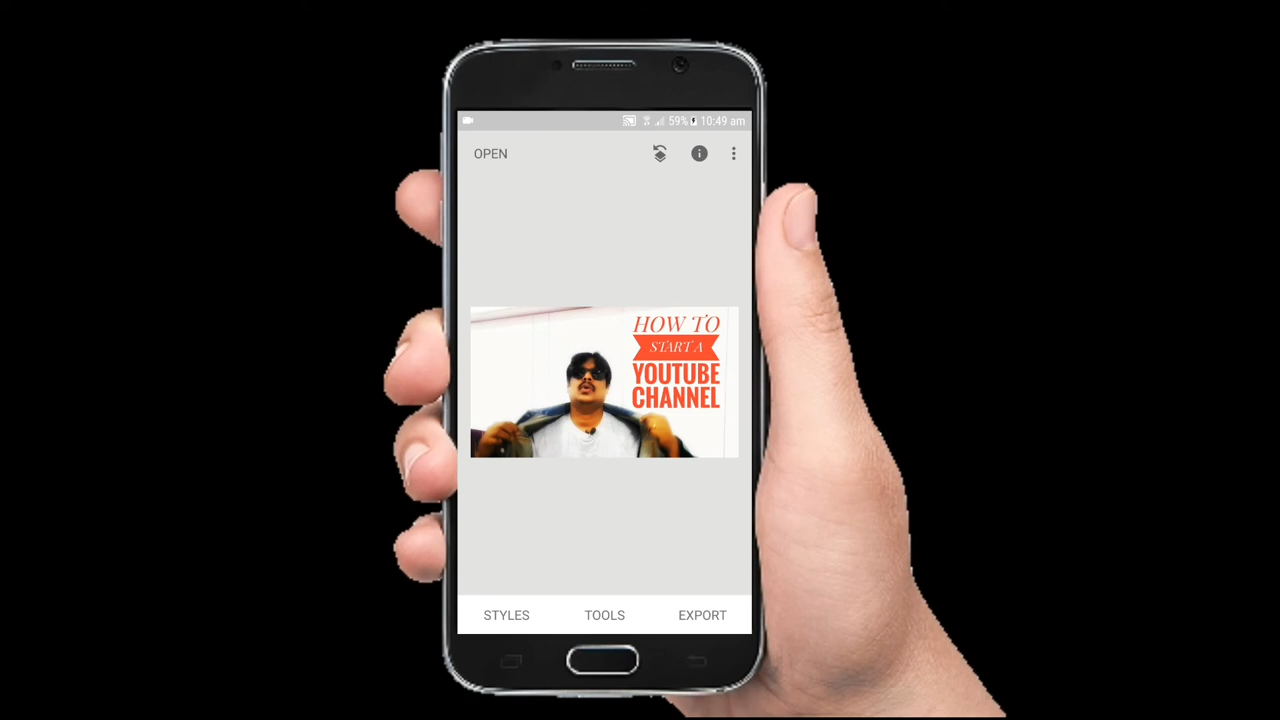 59% 10:49 am
OPEN
HOW TO
START A
YOUTUBE
CHANNEL
STYLES TOOLS EXPORT